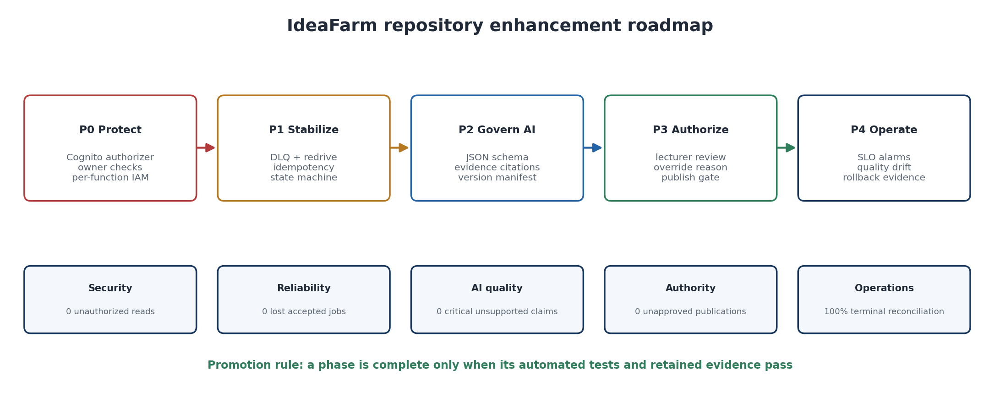 IdeaFarm repository enhancement roadmap
P0 Protect
Cognito authorizer
owner checks
per-function IAM
P1 Stabilize
DLQ + redrive
idempotency
state machine
P2 Govern AI
JSON schema
evidence citations
version manifest
P3 Authorize
lecturer review
override reason
publish gate
P4 Operate
SLO alarms
quality drift
rollback evidence
Security
0 unauthorized reads
Reliability
0 lost accepted jobs
AI quality
0 critical unsupported claims
Authority
0 unapproved publications
Operations
100% terminal reconciliation
Promotion rule: a phase is complete only when its automated tests and retained evidence pass